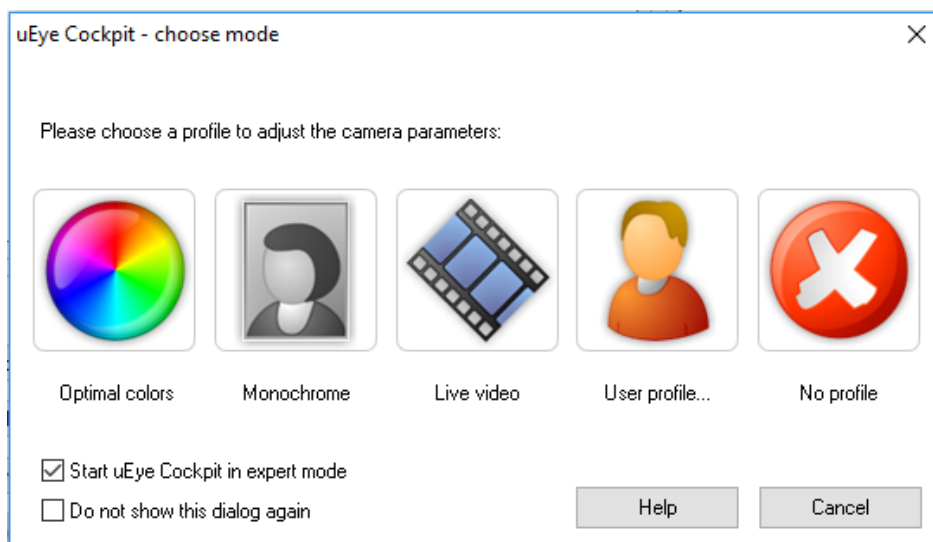 uEye Cockpit - choose mode
Please choose a profile to adjust the camera parameters:
Optimal colors
Monochrome
Live video
User profile...
No profile
Start uEye Cockpit in expert mode
Do not show this dialog again
Help
Cancel